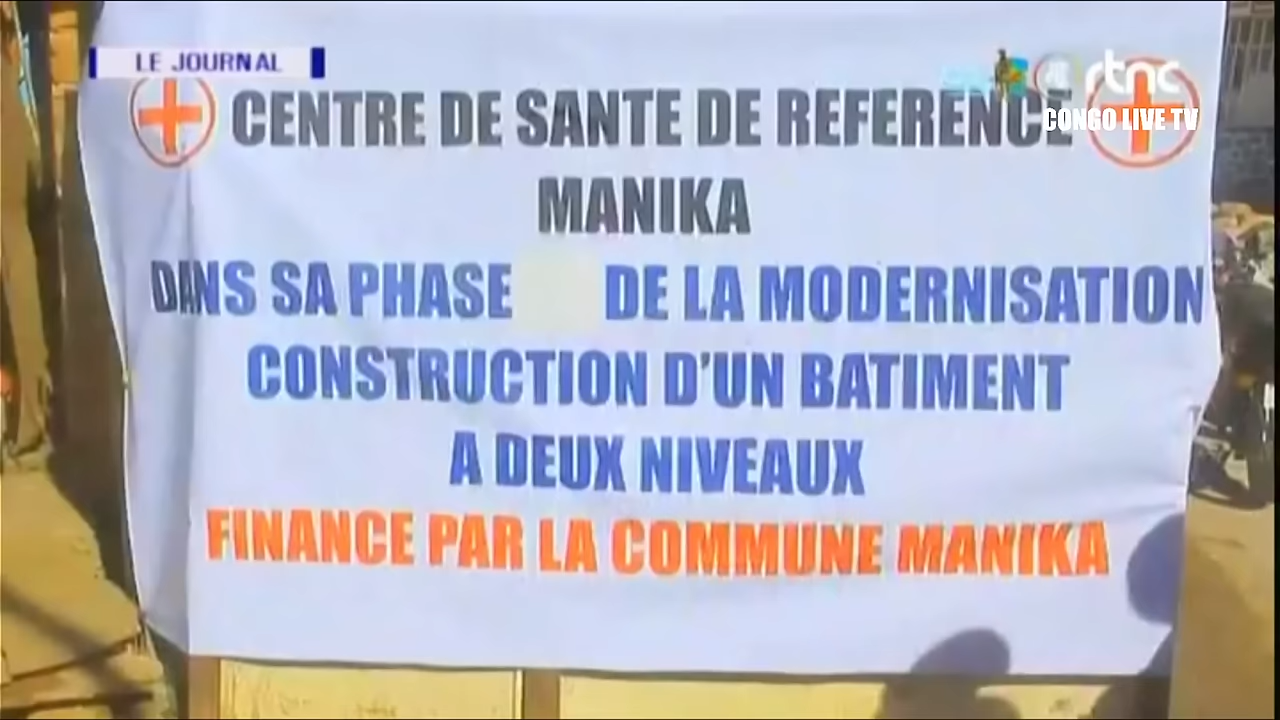 LE JOURNAL
rtnc
CONGO LIVE TV
CENTRE DE SANTE DE REFERENCE
MANIKA
DANS SA PHASE DE LA MODERNISATION
CONSTRUCTION D'UN BATIMENT
A DEUX NIVEAUX
FINANCE PAR LA COMMUNE MANIKA